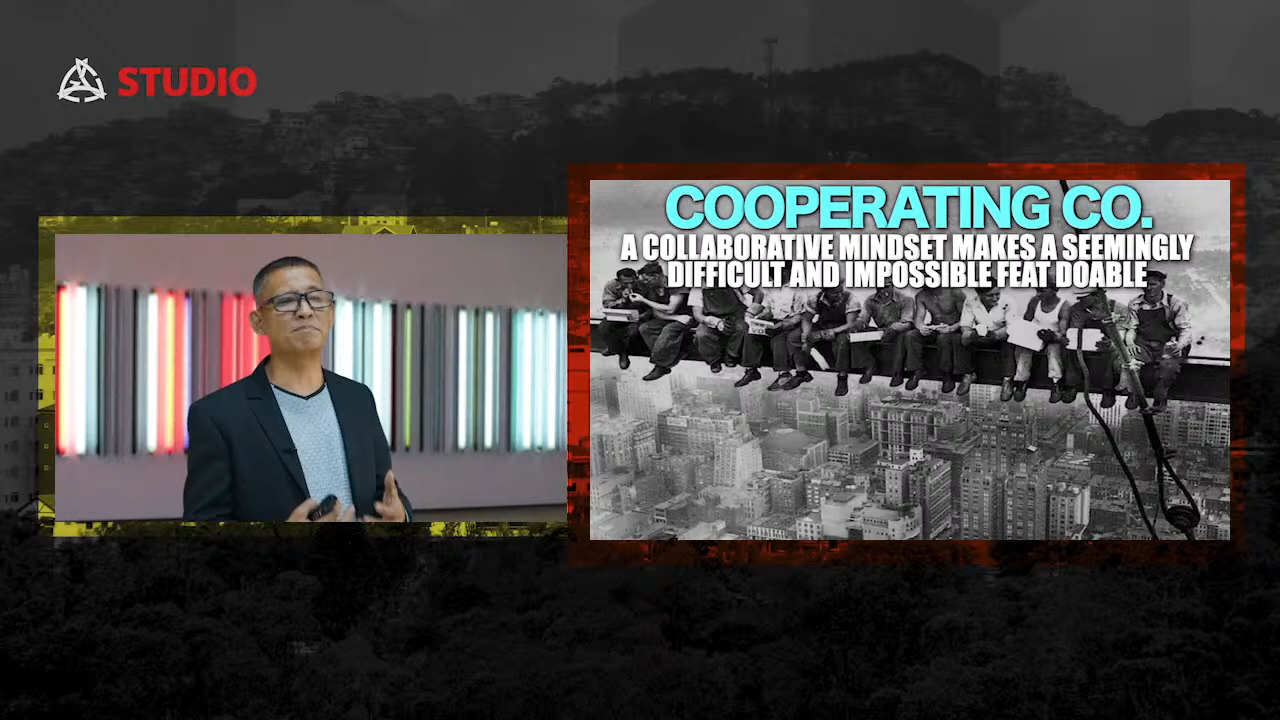 STUDIO
COOPERATING CO.
A COLLABORATIVE MINDSET MAKES A SEEMINGLY
DIFFICULT AND IMPOSSIBLE FEAT DOABLE